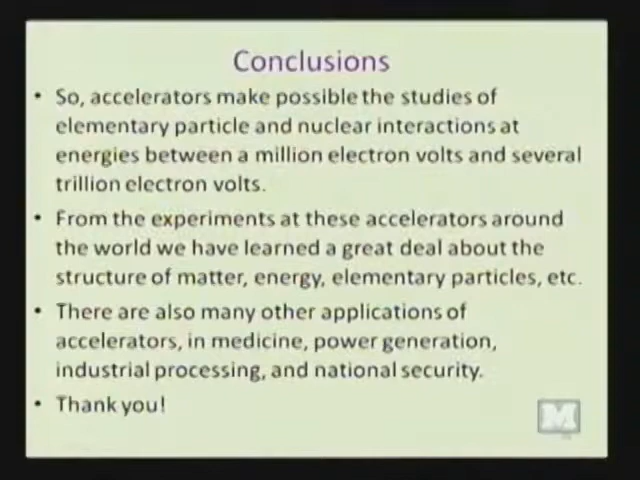 Conclusions
• So, accelerators make possible the studies of
elementary particle and nuclear interactions at
energies between a million electron volts and several
trillion electron volts.
• From the experiments at these accelerators around
the world we have learned a great deal about the
structure of matter, energy, elementary particles, etc.
• There are also many other applications of
accelerators, in medicine, power generation,
industrial processing, and national security.
• Thank you!
M